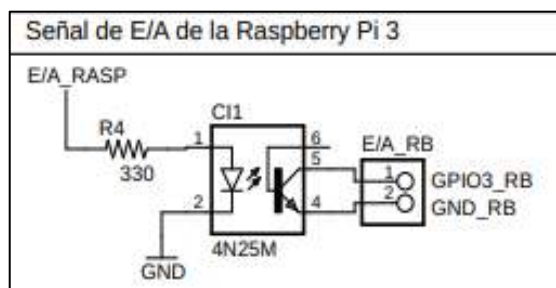 Señal de E/A de la Raspberry Pi 3
E/A_RASP
CI1
R4
330
1
2
6
5
4
E/A_RB
1
2
GPIO3_RB
GND_RB
4N25M
GND